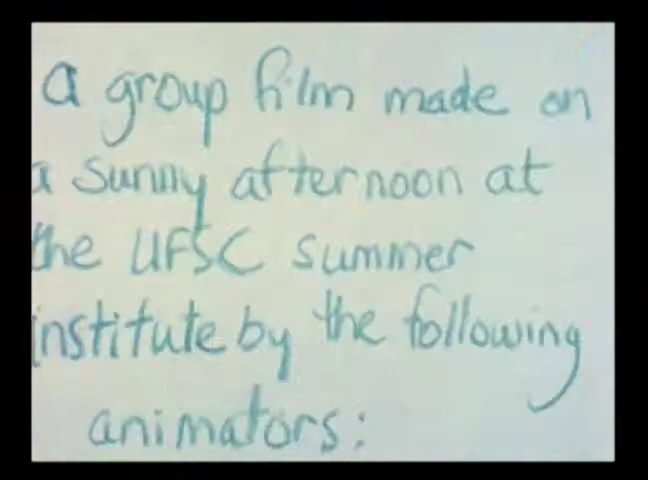 a group film made on
a sunny afternoon at
the UFSC summer
institute by the following
animators: